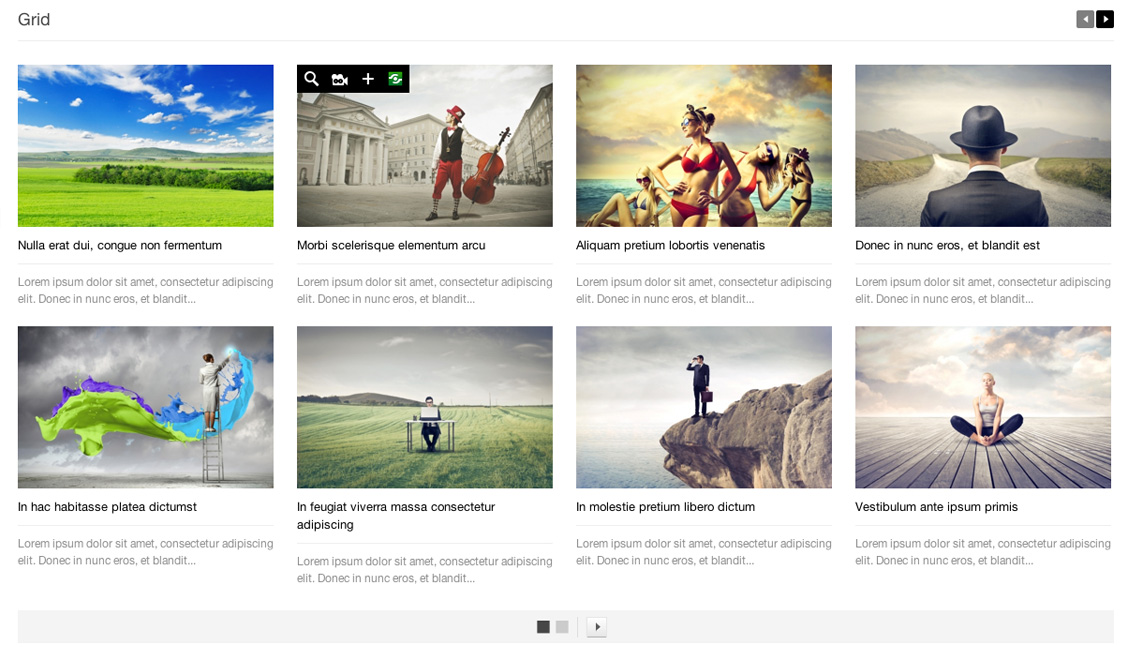 Grid
Nulla erat dui, congue non fermentum
Morbi scelerisque elementum arcu
Aliquam pretium lobortis venenatis
Donec in nunc eros, et blandit est
Lorem ipsum dolor sit amet, consectetur adipiscing
elit. Donec in nunc eros, et blandit...
Lorem ipsum dolor sit amet, consectetur adipiscing
elit. Donec in nunc eros, et blandit...
Lorem ipsum dolor sit amet, consectetur adipiscing
elit. Donec in nunc eros, et blandit...
Lorem ipsum dolor sit amet, consectetur adipiscing
elit. Donec in nunc eros, et blandit...
In hac habitasse platea dictumst
In feugiat viverra massa consectetur
adipiscing
In molestie pretium libero dictum
Vestibulum ante ipsum primis
Lorem ipsum dolor sit amet, consectetur adipiscing
elit. Donec in nunc eros, et blandit...
Lorem ipsum dolor sit amet, consectetur adipiscing
elit. Donec in nunc eros, et blandit...
Lorem ipsum dolor sit amet, consectetur adipiscing
elit. Donec in nunc eros, et blandit...
Lorem ipsum dolor sit amet, consectetur adipiscing
elit. Donec in nunc eros, et blandit...